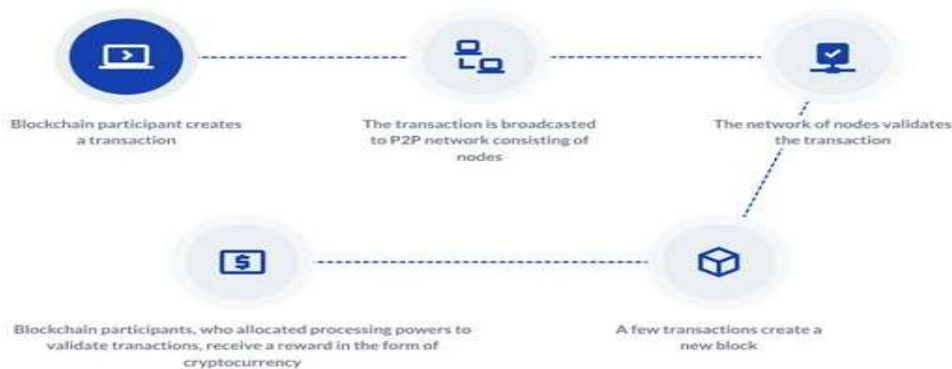 Blockchain participant creates
a transaction
The transaction is broadcasted
to P2P network consisting of
nodes
The network of nodes validates
the transaction
Blockchain participants, who allocated processing powers to
validate tranactions, receive a reward in the form of
cryptocurrency
A few transactions create a
new block